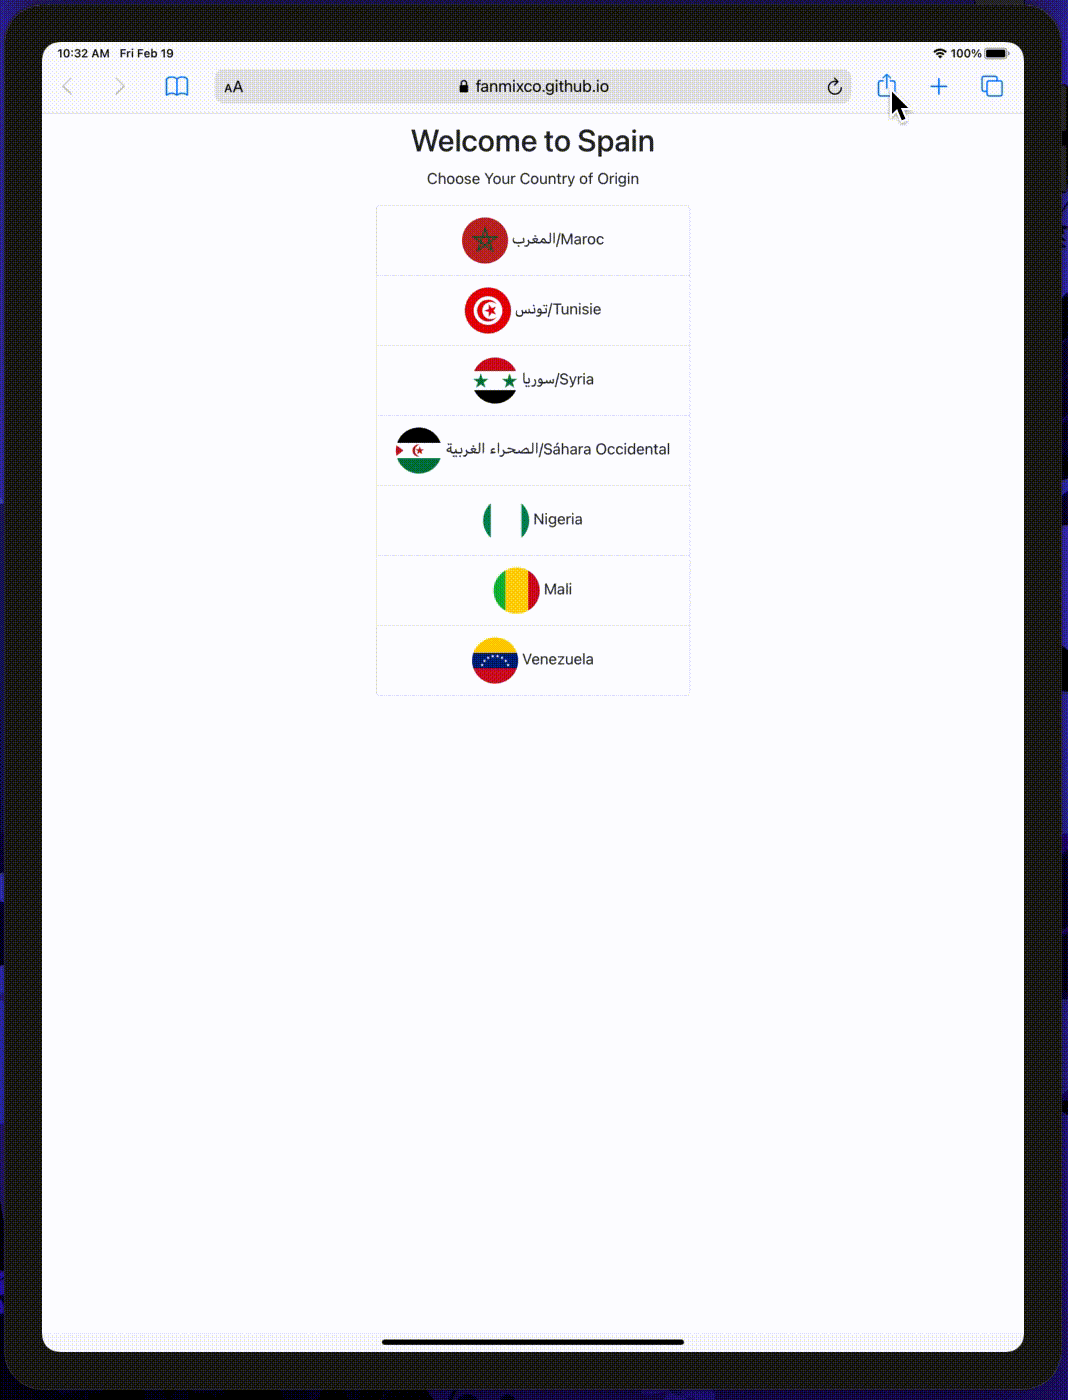 10:32 AM Fri Feb 19 100%
AA fanmixco.github.io
Welcome to Spain
Choose Your Country of Origin
المغرب/Maroc
تونس/Tunisie
سوريا/Syria
الصحراء الغربية/Sáhara Occidental
Nigeria
Mali
Venezuela